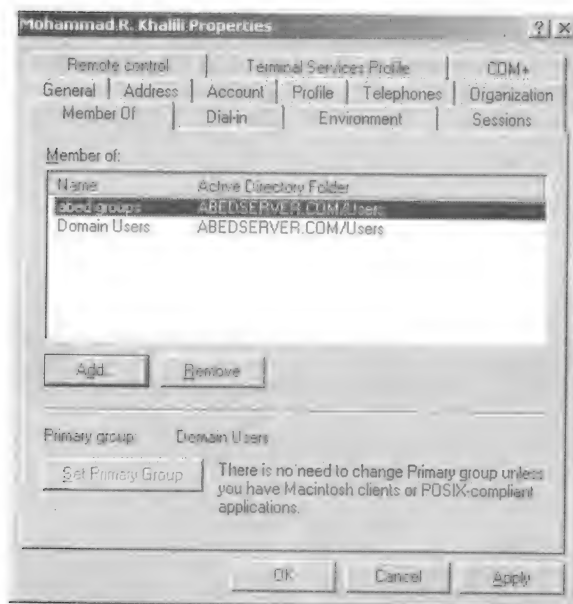 Mohammad.R. Khalili Properties
Remote control Terminal Services Profile COM+
General Address Account Profile Telephones Organization
Member Of Dial-in Environment Sessions
Member of:
Name Active Directory Folder
abed groups ABEDSERVER.COM/Users
Domain Users ABEDSERVER.COM/Users
Add... Remove
Primary group: Domain Users
Set Primary Group
There is no need to change Primary group unless
you have Macintosh clients or POSIX-compliant
applications.
OK Cancel Apply